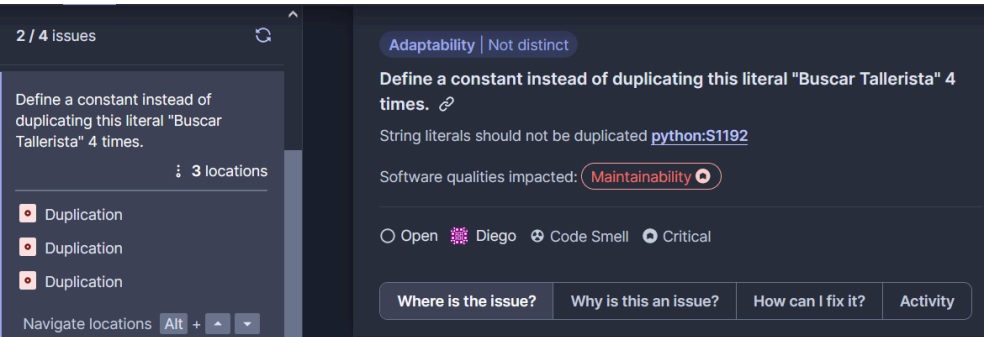 2 / 4 issues
Define a constant instead of
duplicating this literal "Buscar
Tallerista" 4 times.
3 locations
Duplication
Duplication
Duplication
Navigate locations Alt +
Adaptability | Not distinct
Define a constant instead of duplicating this literal "Buscar Tallerista" 4
times.
String literals should not be duplicated python:S1192
Software qualities impacted: Maintainability
Open Diego Code Smell Critical
Where is the issue? Why is this an issue? How can I fix it? Activity